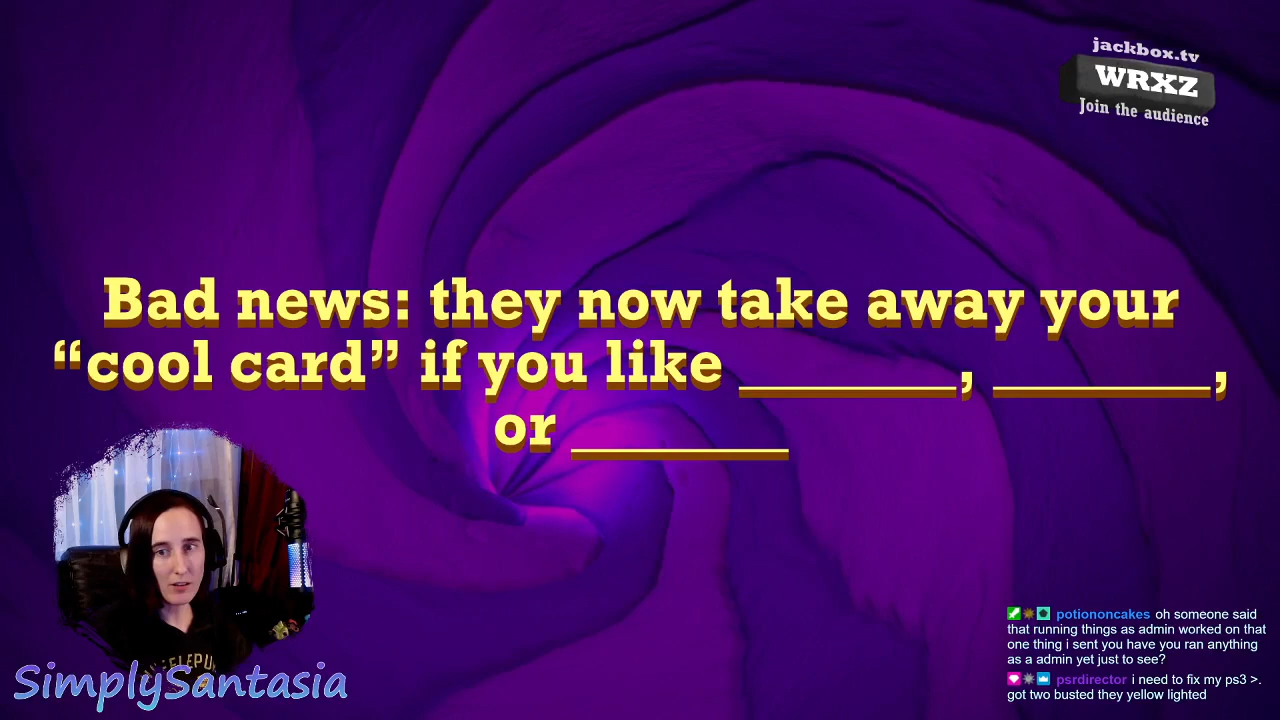 jackbox.tv
WRXZ
Join the audience
Bad news: they now take away your
“cool card” if you like ________, ________,
or ________
SimplySantasia
potiononcakes oh someone said
that running things as admin worked on that
one thing i sent you have you ran anything
as a admin yet just to see?
psrdirector i need to fix my ps3 >.
got two busted they yellow lighted